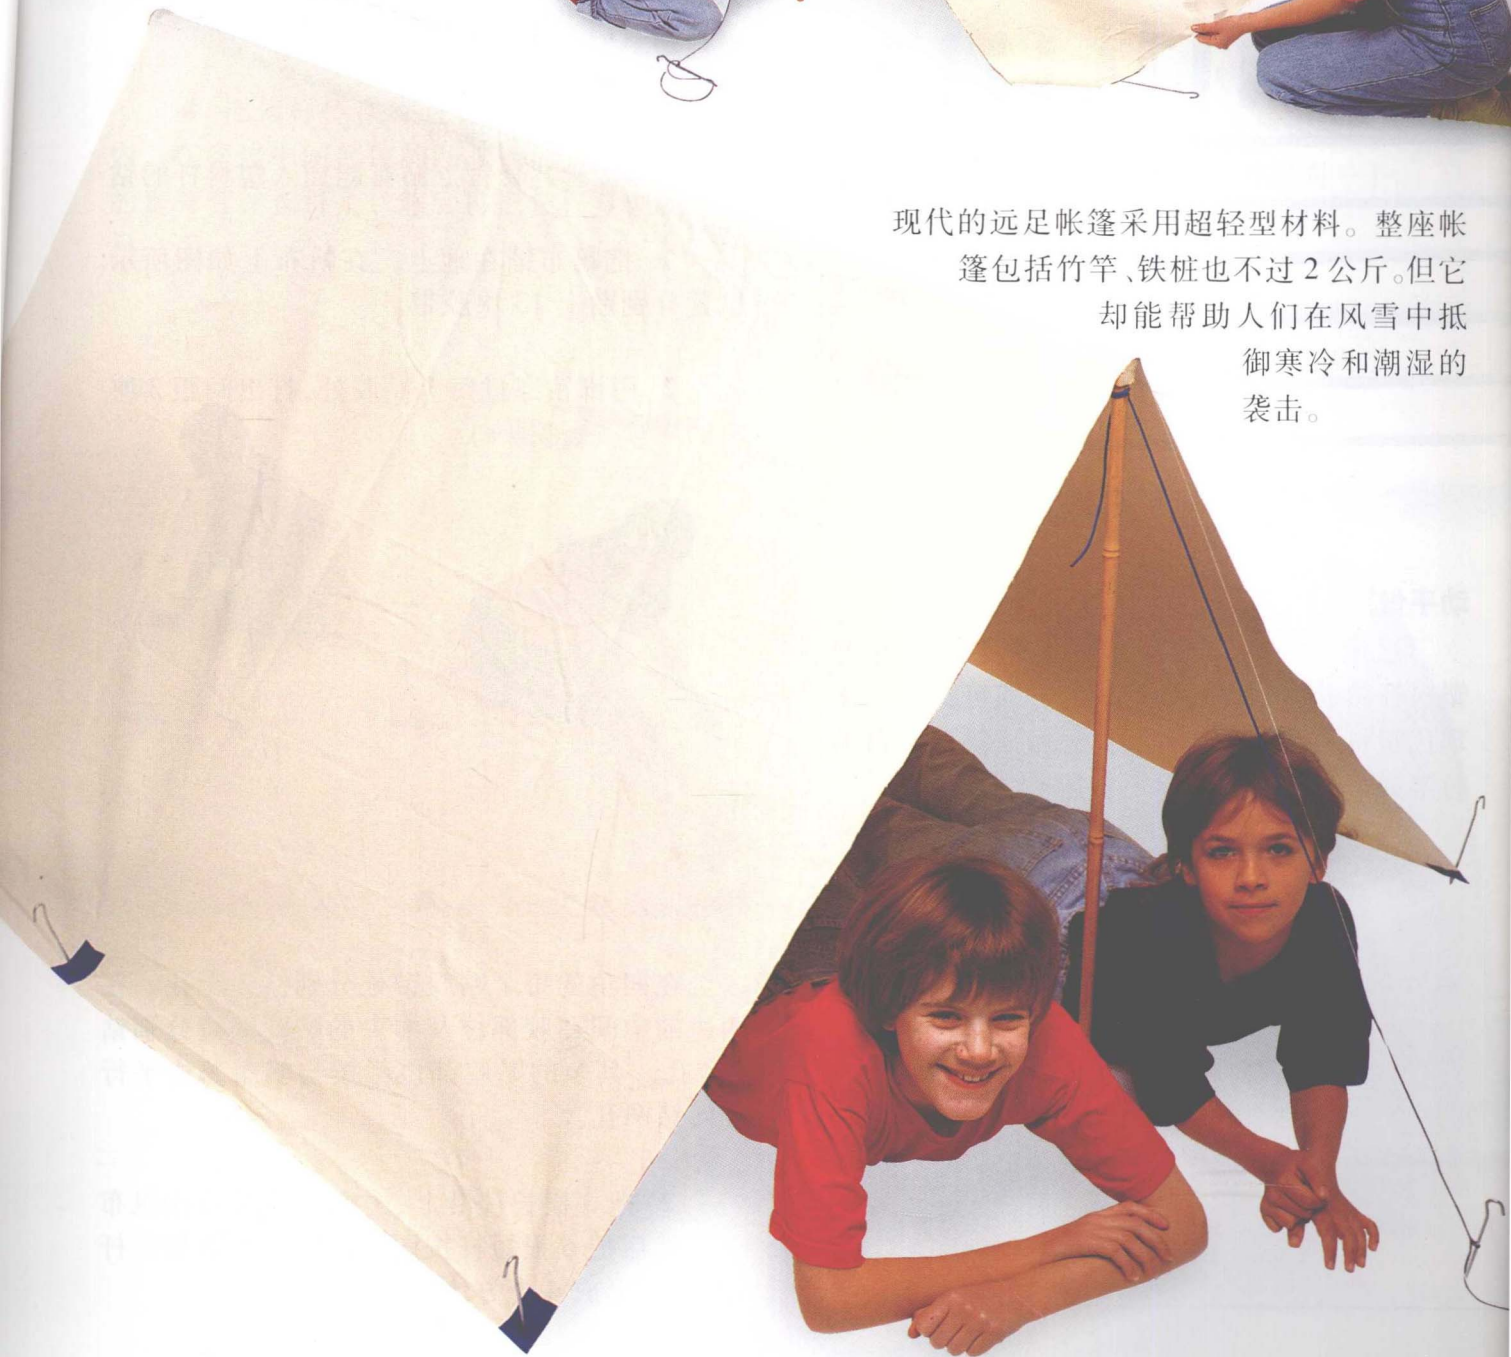 现代的远足帐篷采用超轻型材料。整座帐
篷包括竹竿、铁桩也不过2公斤。但它
却能帮助人们在风雪中抵
御寒冷和潮湿的
袭击。